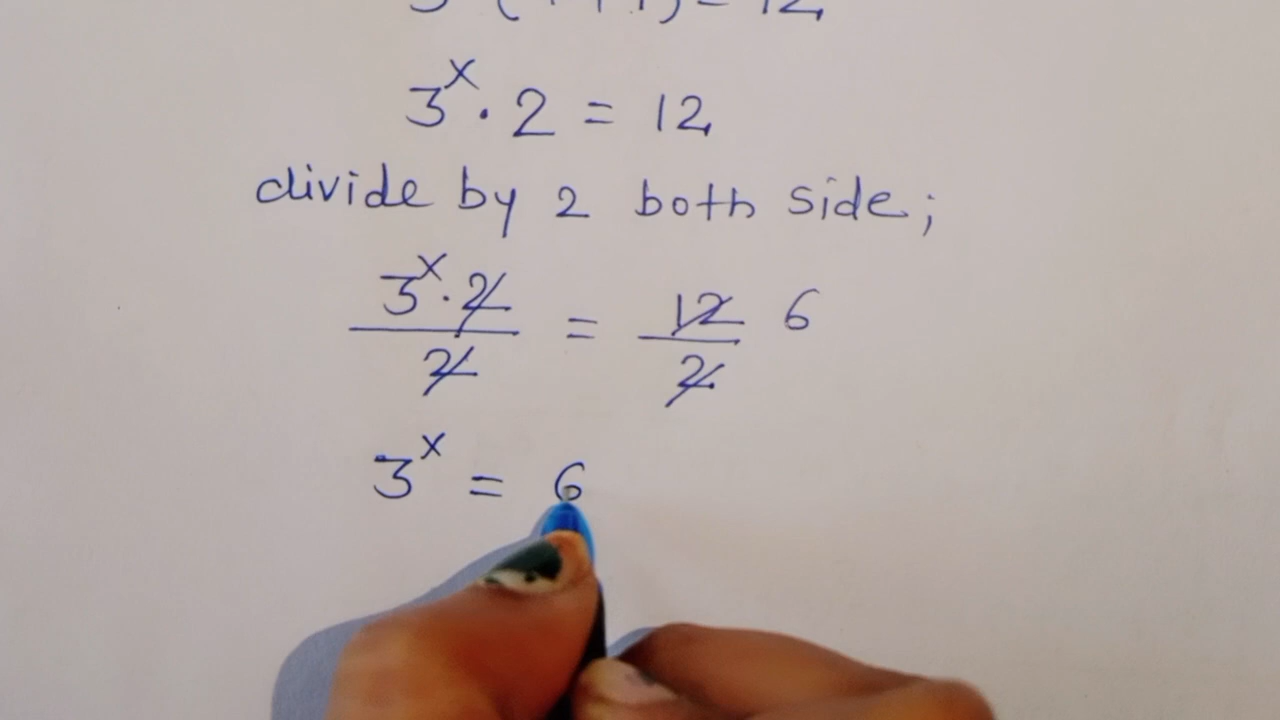 3^x · 2 = 12
divide by 2 both side;
3^x · 2 / 2 = 12 / 2 6
3^x = 6